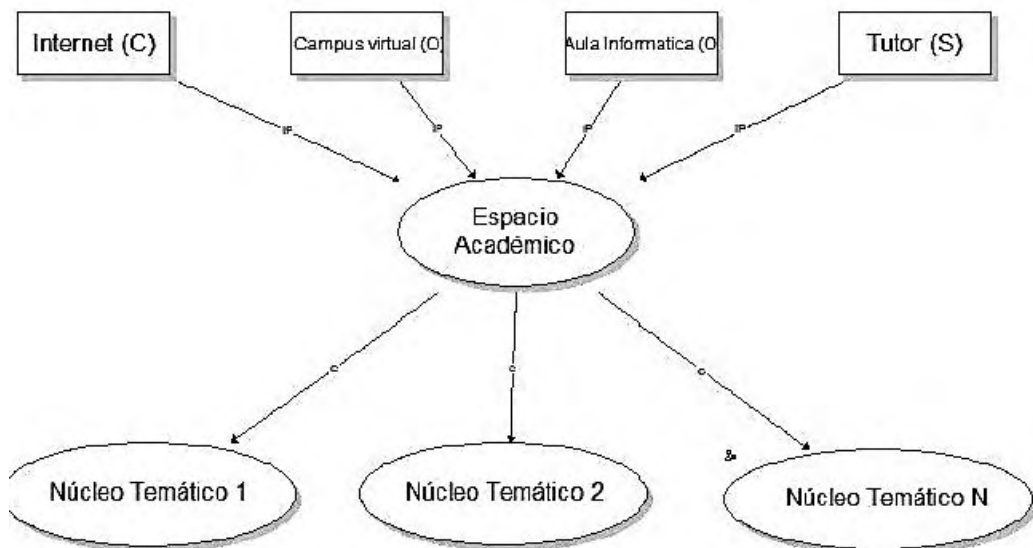 Internet (C)
Campus virtual (O)
Aula Informatica (O
Tutor (S)
IP
IP
IP
IP
Espacio
Académico
C
C
C
&
Núcleo Temático 1
Núcleo Temático 2
Núcleo Temático N